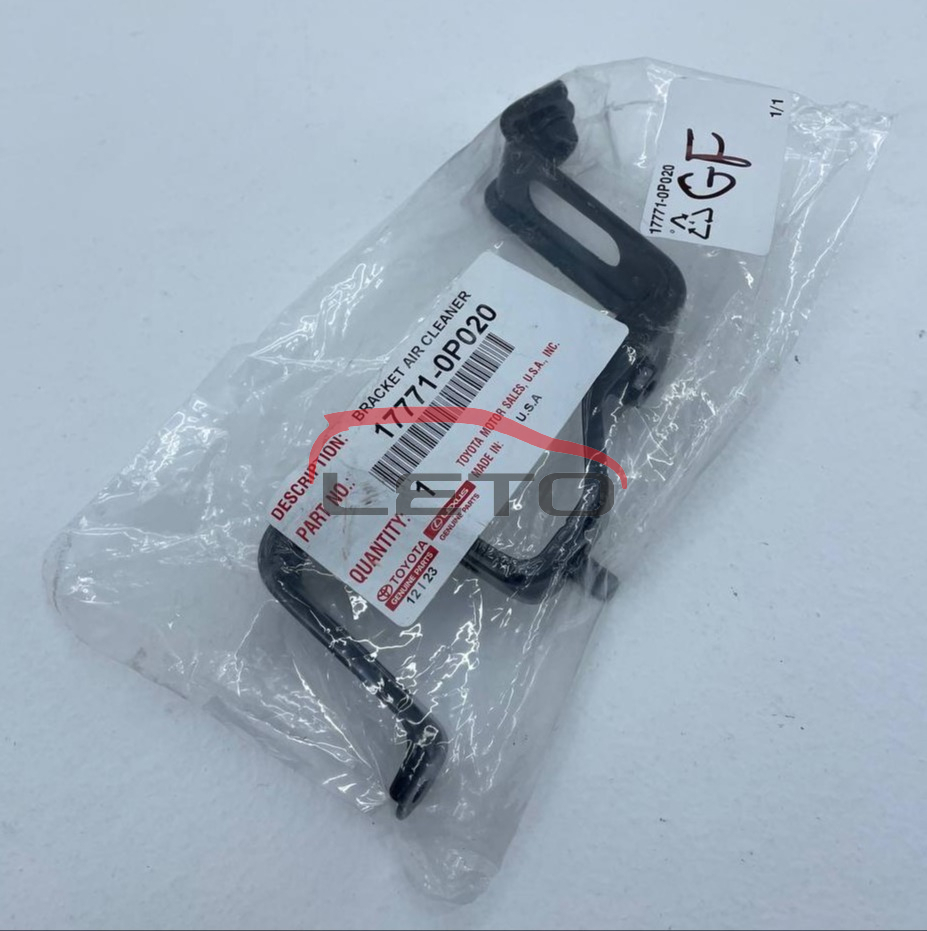 17771-0P020
GF
1/1
DESCRIPTION: BRACKET AIR CLEANER
PART NO.: 17771-0P020
QUANTITY: 1
TOYOTA MOTOR SALES, U.S.A., INC.
MADE IN: U.S.A
TOYOTA
GENUINE PARTS
LEXUS
GENUINE PARTS
12 / 23
LETO